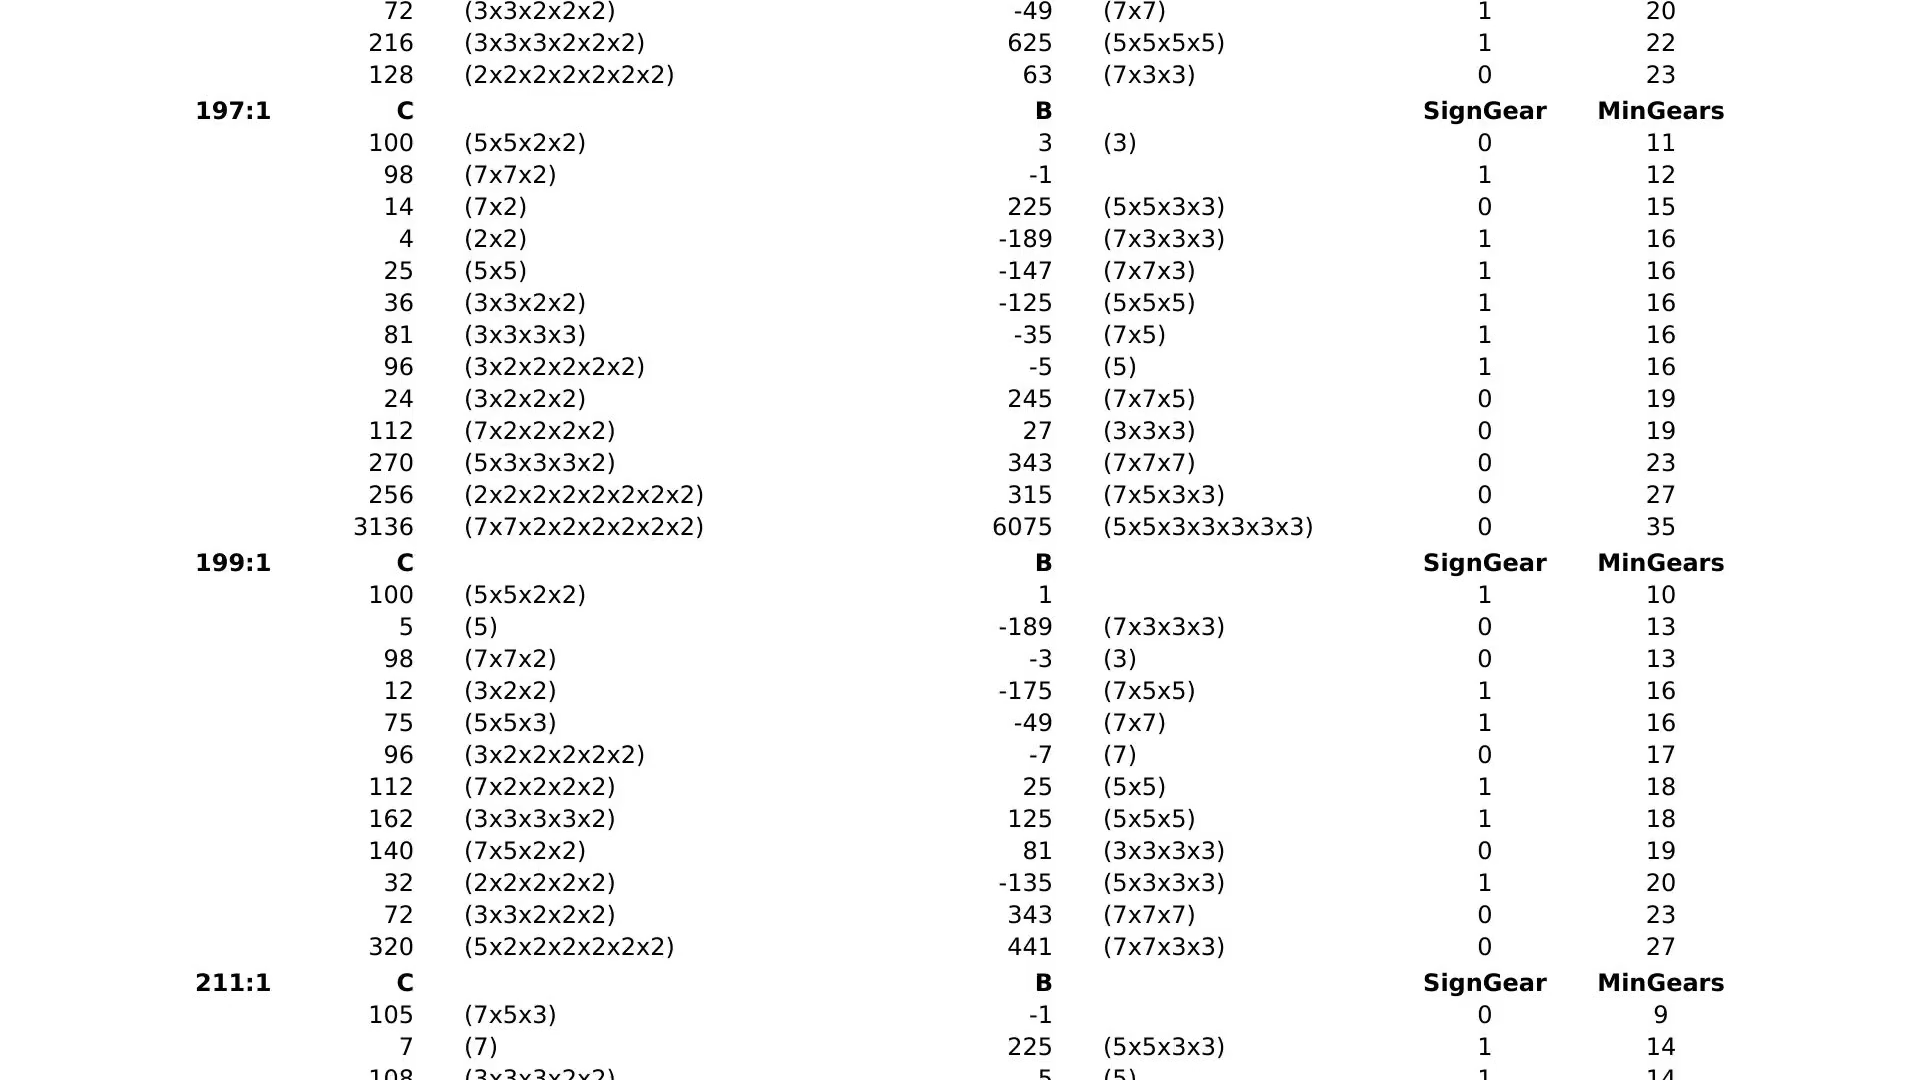 72 (3x3x2x2x2) -49 (7x7) 1 20
216 (3x3x3x2x2x2) 625 (5x5x5x5) 1 22
128 (2x2x2x2x2x2x2) 63 (7x3x3) 0 23
197:1 C B SignGear MinGears
100 (5x5x2x2) 3 (3) 0 11
98 (7x7x2) -1 1 12
14 (7x2) 225 (5x5x3x3) 0 15
4 (2x2) -189 (7x3x3x3) 1 16
25 (5x5) -147 (7x7x3) 1 16
36 (3x3x2x2) -125 (5x5x5) 1 16
81 (3x3x3x3) -35 (7x5) 1 16
96 (3x2x2x2x2x2) -5 (5) 1 16
24 (3x2x2x2) 245 (7x7x5) 0 19
112 (7x2x2x2x2) 27 (3x3x3) 0 19
270 (5x3x3x3x2) 343 (7x7x7) 0 23
256 (2x2x2x2x2x2x2x2) 315 (7x5x3x3) 0 27
3136 (7x7x2x2x2x2x2x2) 6075 (5x5x3x3x3x3x3) 0 35
199:1 C B SignGear MinGears
100 (5x5x2x2) 1 1 10
5 (5) -189 (7x3x3x3) 0 13
98 (7x7x2) -3 (3) 0 13
12 (3x2x2) -175 (7x5x5) 1 16
75 (5x5x3) -49 (7x7) 1 16
96 (3x2x2x2x2x2) -7 (7) 0 17
112 (7x2x2x2x2) 25 (5x5) 1 18
162 (3x3x3x3x2) 125 (5x5x5) 1 18
140 (7x5x2x2) 81 (3x3x3x3) 0 19
32 (2x2x2x2x2) -135 (5x3x3x3) 1 20
72 (3x3x2x2x2) 343 (7x7x7) 0 23
320 (5x2x2x2x2x2x2) 441 (7x7x3x3) 0 27
211:1 C B SignGear MinGears
105 (7x5x3) -1 0 9
7 (7) 225 (5x5x3x3) 1 14
108 (3x3x3x2x2) 5 (5) 1 14